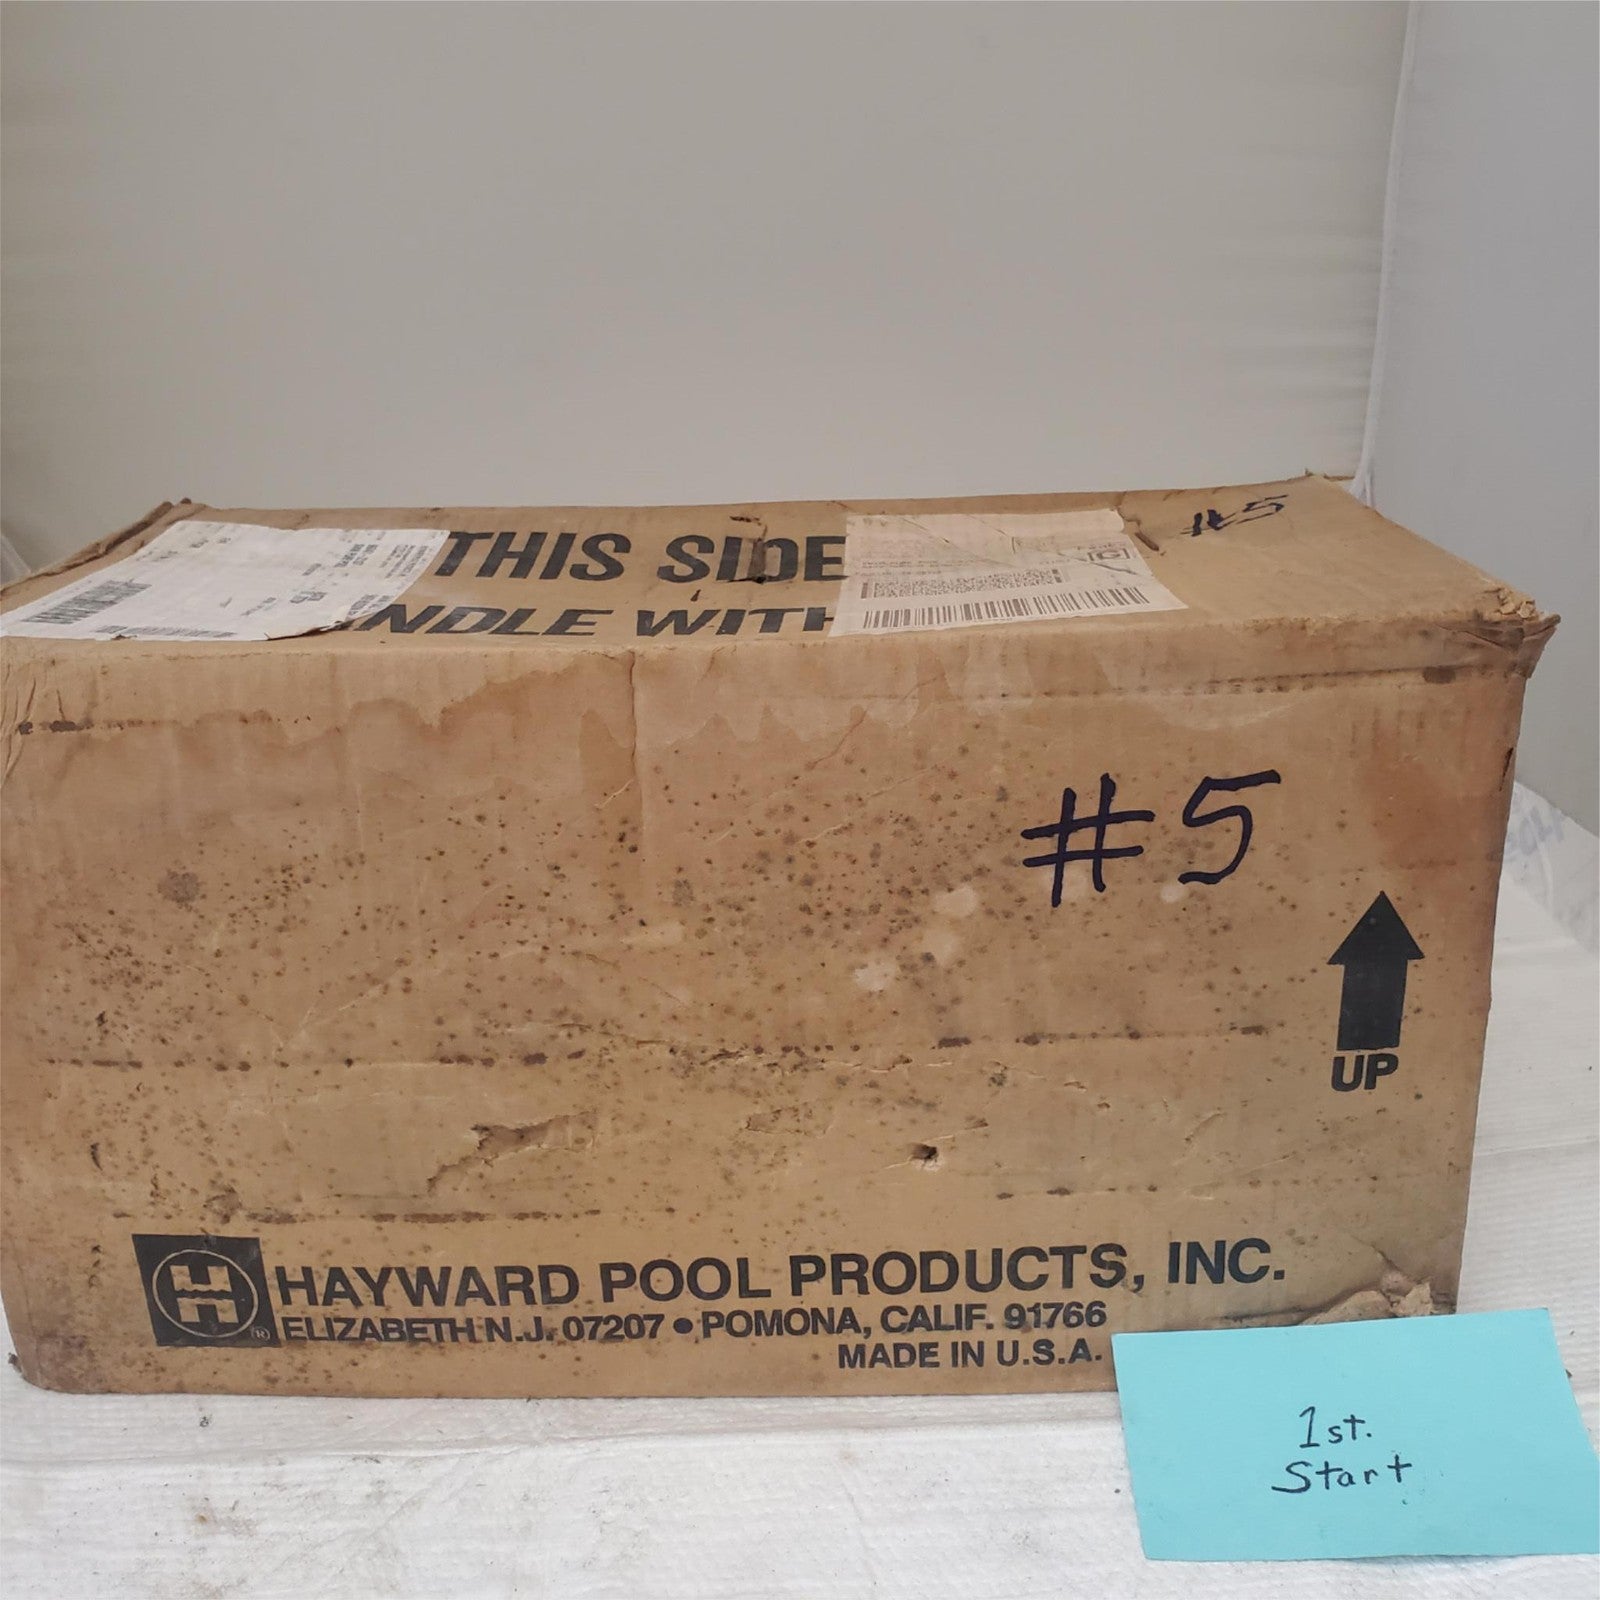 THIS SIDE
NDLE WITH
#5
#5
UP
H
HAYWARD POOL PRODUCTS, INC.
®
ELIZABETH N.J. 07207 • POMONA, CALIF. 91766
MADE IN U.S.A.
1st.
Start